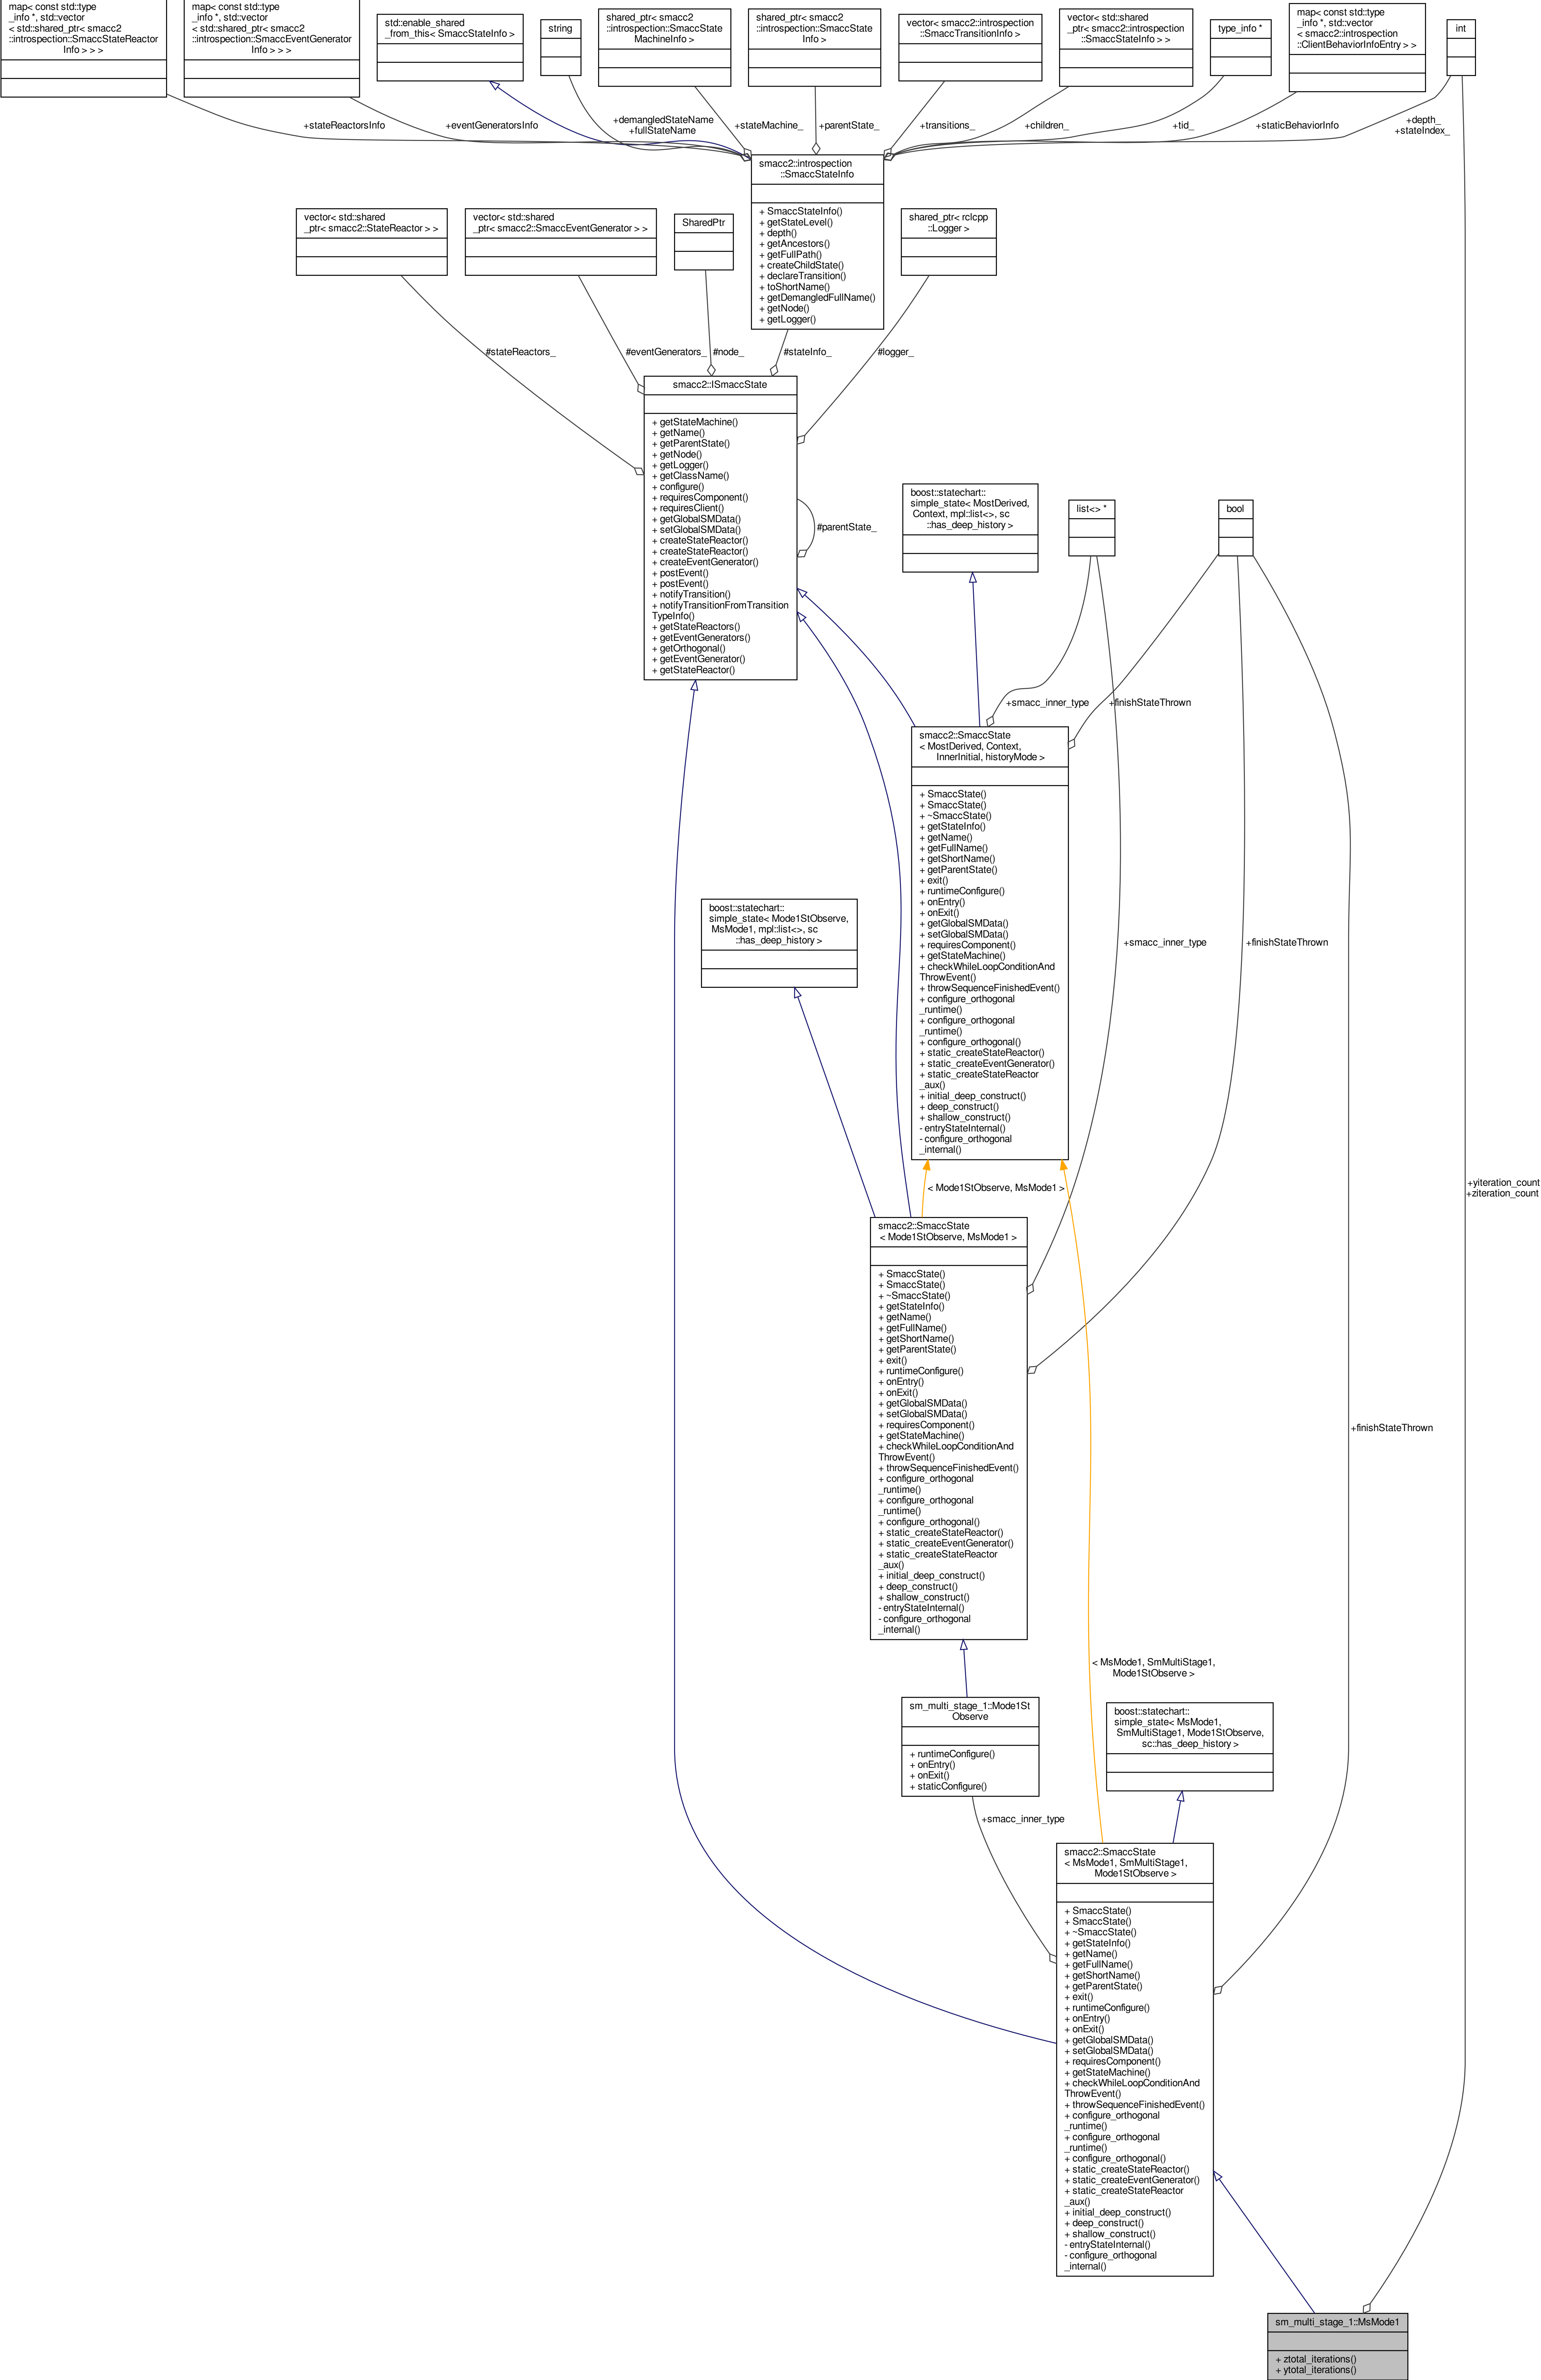 map< const std::type
_info *, std::vector
< std::shared_ptr< smacc2
::introspection::SmaccStateReactor
Info > > >
map< const std::type
_info *, std::vector
< std::shared_ptr< smacc2
::introspection::SmaccEventGenerator
Info > > >
std::enable_shared
_from_this< SmaccStateInfo >
string
shared_ptr< smacc2
::introspection::SmaccState
MachineInfo >
shared_ptr< smacc2
::introspection::SmaccState
Info >
vector< smacc2::introspection
::SmaccTransitionInfo >
vector< std::shared
_ptr< smacc2::introspection
::SmaccStateInfo > >
type_info *
map< const std::type
_info *, std::vector
< smacc2::introspection
::ClientBehaviorInfoEntry > >
int
+stateReactorsInfo
+eventGeneratorsInfo
+demangledStateName
+fullStateName
+stateMachine_
+parentState_
+transitions_
+children_
+tid_
+staticBehaviorInfo
+depth_
+stateIndex_
smacc2::introspection
::SmaccStateInfo
+ SmaccStateInfo()
+ getStateLevel()
+ depth()
+ getAncestors()
+ getFullPath()
+ createChildState()
+ declareTransition()
+ toShortName()
+ getDemangledFullName()
+ getNode()
+ getLogger()
vector< std::shared
_ptr< smacc2::StateReactor > >
vector< std::shared
_ptr< smacc2::SmaccEventGenerator > >
SharedPtr
shared_ptr< rclcpp
::Logger >
#stateReactors_
#eventGenerators_
#node_
#stateInfo_
#logger_
smacc2::ISmaccState
+ getStateMachine()
+ getName()
+ getParentState()
+ getNode()
+ getLogger()
+ getClassName()
+ configure()
+ requiresComponent()
+ requiresClient()
+ getGlobalSMData()
+ setGlobalSMData()
+ createStateReactor()
+ createStateReactor()
+ createEventGenerator()
+ postEvent()
+ postEvent()
+ notifyTransition()
+ notifyTransitionFromTransition
TypeInfo()
+ getStateReactors()
+ getEventGenerators()
+ getOrthogonal()
+ getEventGenerator()
+ getStateReactor()
#parentState_
boost::statechart::
simple_state< MostDerived,
Context, mpl::list<>, sc
::has_deep_history >
list<> *
bool
+smacc_inner_type
+finishStateThrown
smacc2::SmaccState
< MostDerived, Context,
InnerInitial, historyMode >
+ SmaccState()
+ SmaccState()
+ ~SmaccState()
+ getStateInfo()
+ getName()
+ getFullName()
+ getShortName()
+ getParentState()
+ exit()
+ runtimeConfigure()
+ onEntry()
+ onExit()
+ getGlobalSMData()
+ setGlobalSMData()
+ requiresComponent()
+ getStateMachine()
+ checkWhileLoopConditionAnd
ThrowEvent()
+ throwSequenceFinishedEvent()
+ configure_orthogonal
_runtime()
+ configure_orthogonal
_runtime()
+ configure_orthogonal()
+ static_createStateReactor()
+ static_createEventGenerator()
+ static_createStateReactor
_aux()
+ initial_deep_construct()
+ deep_construct()
+ shallow_construct()
- entryStateInternal()
- configure_orthogonal
_internal()
boost::statechart::
simple_state< Mode1StObserve,
MsMode1, mpl::list<>, sc
::has_deep_history >
+smacc_inner_type
+finishStateThrown
< Mode1StObserve, MsMode1 >
+yiteration_count
+ziteration_count
smacc2::SmaccState
< Mode1StObserve, MsMode1 >
+ SmaccState()
+ SmaccState()
+ ~SmaccState()
+ getStateInfo()
+ getName()
+ getFullName()
+ getShortName()
+ getParentState()
+ exit()
+ runtimeConfigure()
+ onEntry()
+ onExit()
+ getGlobalSMData()
+ setGlobalSMData()
+ requiresComponent()
+ getStateMachine()
+ checkWhileLoopConditionAnd
ThrowEvent()
+ throwSequenceFinishedEvent()
+ configure_orthogonal
_runtime()
+ configure_orthogonal
_runtime()
+ configure_orthogonal()
+ static_createStateReactor()
+ static_createEventGenerator()
+ static_createStateReactor
_aux()
+ initial_deep_construct()
+ deep_construct()
+ shallow_construct()
- entryStateInternal()
- configure_orthogonal
_internal()
+finishStateThrown
< MsMode1, SmMultiStage1,
Mode1StObserve >
sm_multi_stage_1::Mode1St
Observe
+ runtimeConfigure()
+ onEntry()
+ onExit()
+ staticConfigure()
boost::statechart::
simple_state< MsMode1,
SmMultiStage1, Mode1StObserve,
sc::has_deep_history >
+smacc_inner_type
smacc2::SmaccState
< MsMode1, SmMultiStage1,
Mode1StObserve >
+ SmaccState()
+ SmaccState()
+ ~SmaccState()
+ getStateInfo()
+ getName()
+ getFullName()
+ getShortName()
+ getParentState()
+ exit()
+ runtimeConfigure()
+ onEntry()
+ onExit()
+ getGlobalSMData()
+ setGlobalSMData()
+ requiresComponent()
+ getStateMachine()
+ checkWhileLoopConditionAnd
ThrowEvent()
+ throwSequenceFinishedEvent()
+ configure_orthogonal
_runtime()
+ configure_orthogonal
_runtime()
+ configure_orthogonal()
+ static_createStateReactor()
+ static_createEventGenerator()
+ static_createStateReactor
_aux()
+ initial_deep_construct()
+ deep_construct()
+ shallow_construct()
- entryStateInternal()
- configure_orthogonal
_internal()
sm_multi_stage_1::MsMode1
+ ztotal_iterations()
+ ytotal_iterations()